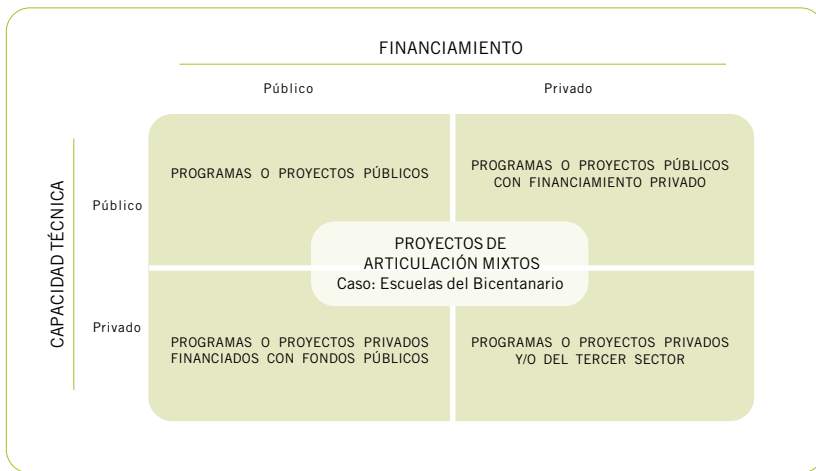 FINANCIAMIENTO
Público
Privado
CAPACIDAD TÉCNICA
Público
PROGRAMAS O PROYECTOS PÚBLICOS
PROGRAMAS O PROYECTOS PÚBLICOS
CON FINANCIAMIENTO PRIVADO
PROYECTOS DE
ARTICULACIÓN MIXTOS
Caso: Escuelas del Bicentanario
Privado
PROGRAMAS O PROYECTOS PRIVADOS
FINANCIADOS CON FONDOS PÚBLICOS
PROGRAMAS O PROYECTOS PRIVADOS
Y/O DEL TERCER SECTOR